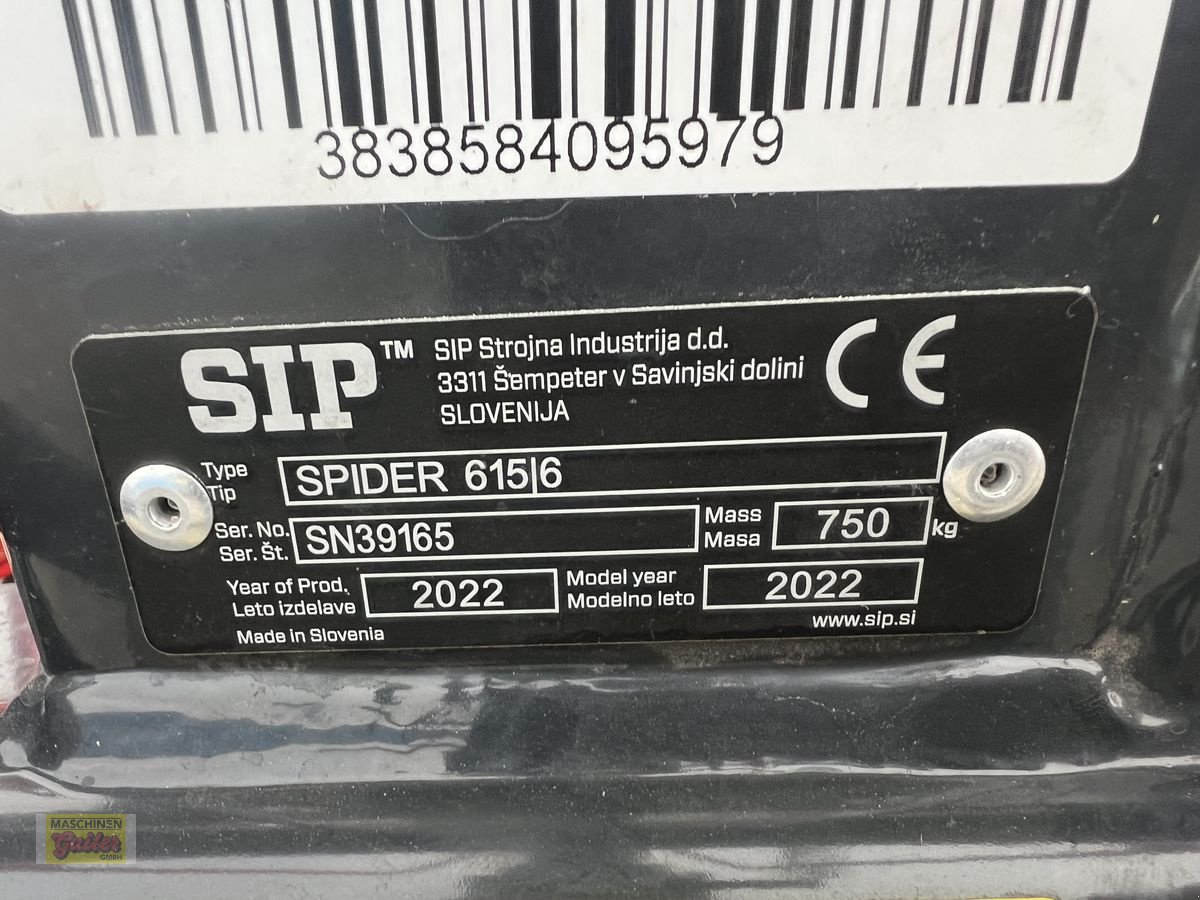 3838584095979
SIP™
SIP Strojna Industrija d.d.
3311 Šempeter v Savinjski dolini
SLOVENIJA
CE
Type
Tip
SPIDER 615|6
Ser. No.
Ser. Št.
SN39165
Mass
Masa
750
kg
Year of Prod.
Leto izdelave
2022
Model year
Modelno leto
2022
Made in Slovenia
www.sip.si
MASCHINEN
Gailer
GMBH